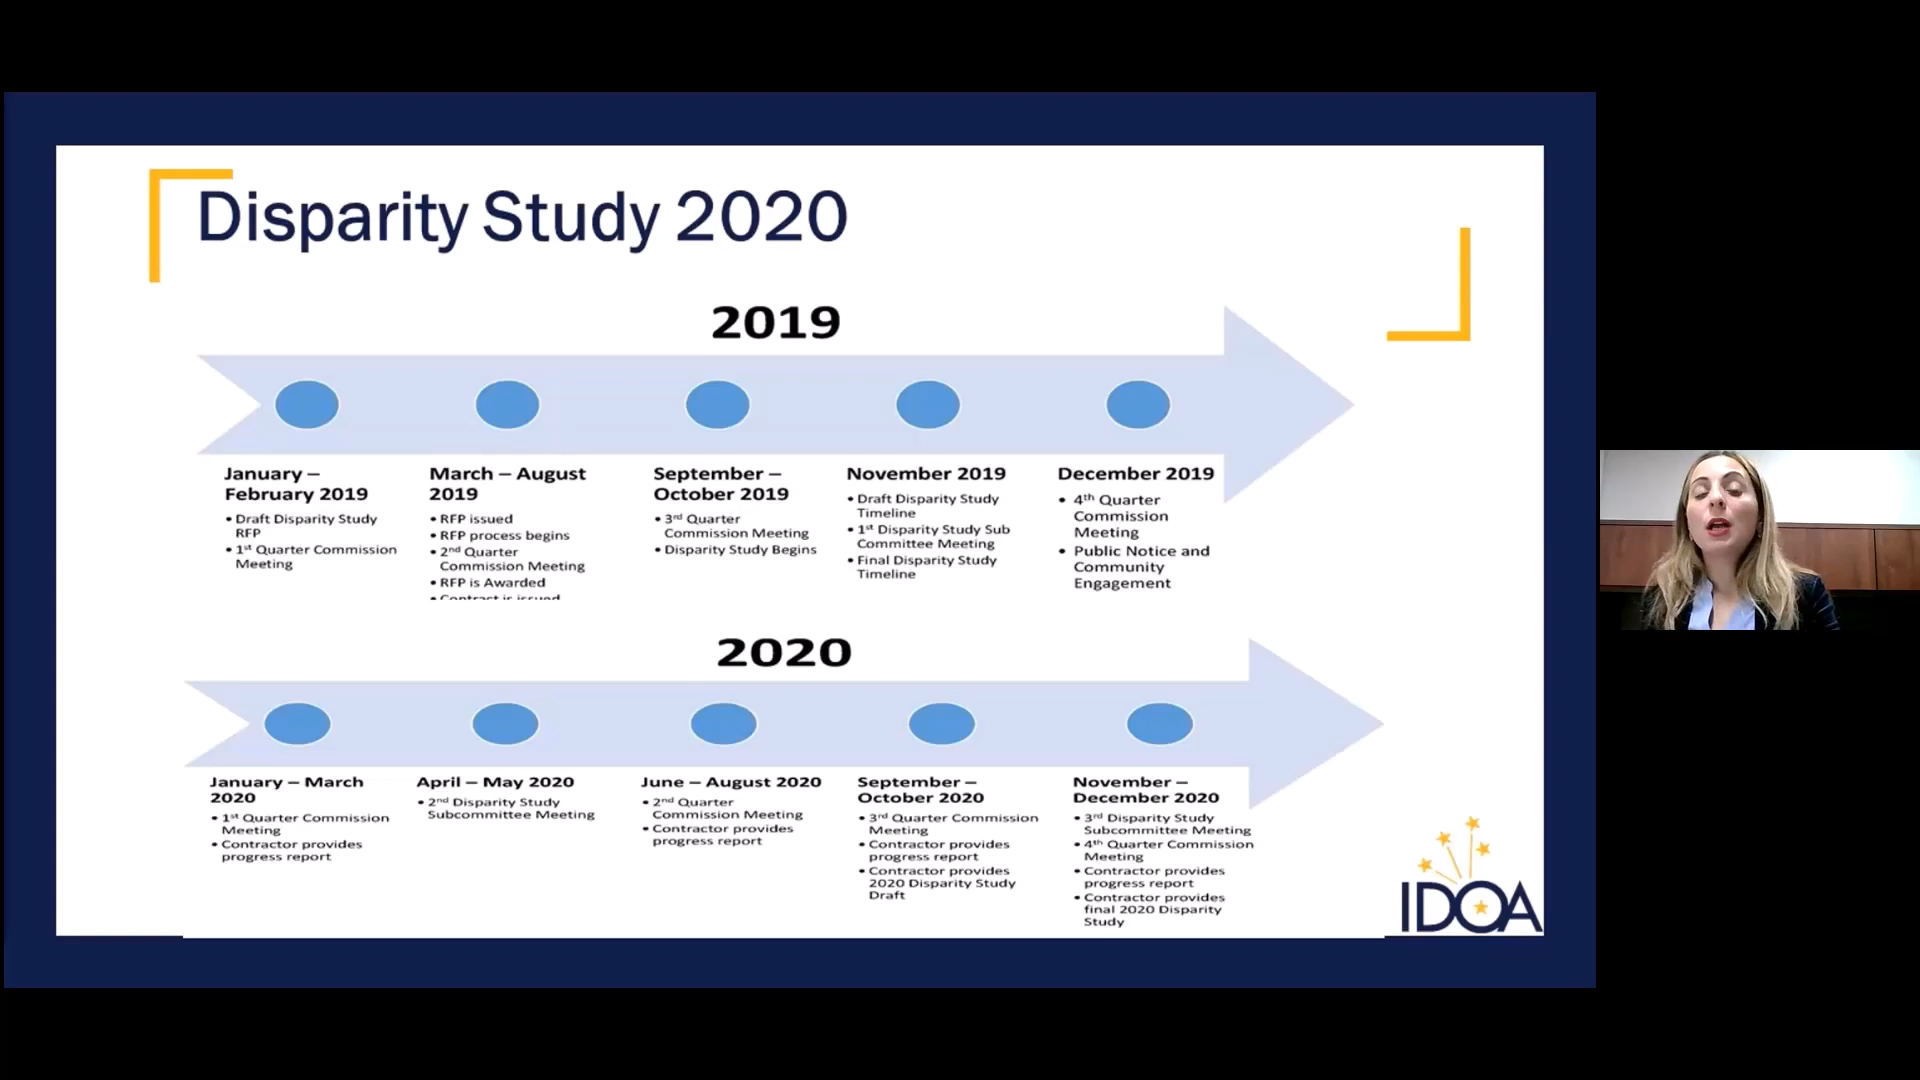 Disparity Study 2020
2019
January –
February 2019
• Draft Disparity Study
RFP
• 1st Quarter Commission
Meeting
March – August
2019
• RFP issued
• RFP process begins
• 2nd Quarter
Commission Meeting
• RFP is Awarded
• Contract is issued
September –
October 2019
• 3rd Quarter
Commission Meeting
• Disparity Study Begins
November 2019
• Draft Disparity Study
Timeline
• 1st Disparity Study Sub
Committee Meeting
• Final Disparity Study
Timeline
December 2019
• 4th Quarter
Commission
Meeting
• Public Notice and
Community
Engagement
2020
January – March
2020
• 1st Quarter Commission
Meeting
• Contractor provides
progress report
April – May 2020
• 2nd Disparity Study
Subcommittee Meeting
June – August 2020
• 2nd Quarter
Commission Meeting
• Contractor provides
progress report
September –
October 2020
• 3rd Quarter Commission
Meeting
• Contractor provides
progress report
• Contractor provides
2020 Disparity Study
Draft
November –
December 2020
• 3rd Disparity Study
Subcommittee Meeting
• 4th Quarter Commission
Meeting
• Contractor provides
progress report
• Contractor provides
final 2020 Disparity
Study
IDOA